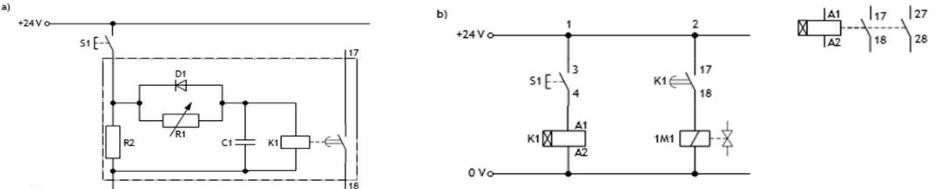 a)
+24 V
S1
17
D1
R1
R2
C1
K1
18
b)
1
2
+24 V
S1
3
4
K1
17
18
K1
A1
A2
1M1
0 V
A1
A2
17
18
27
28